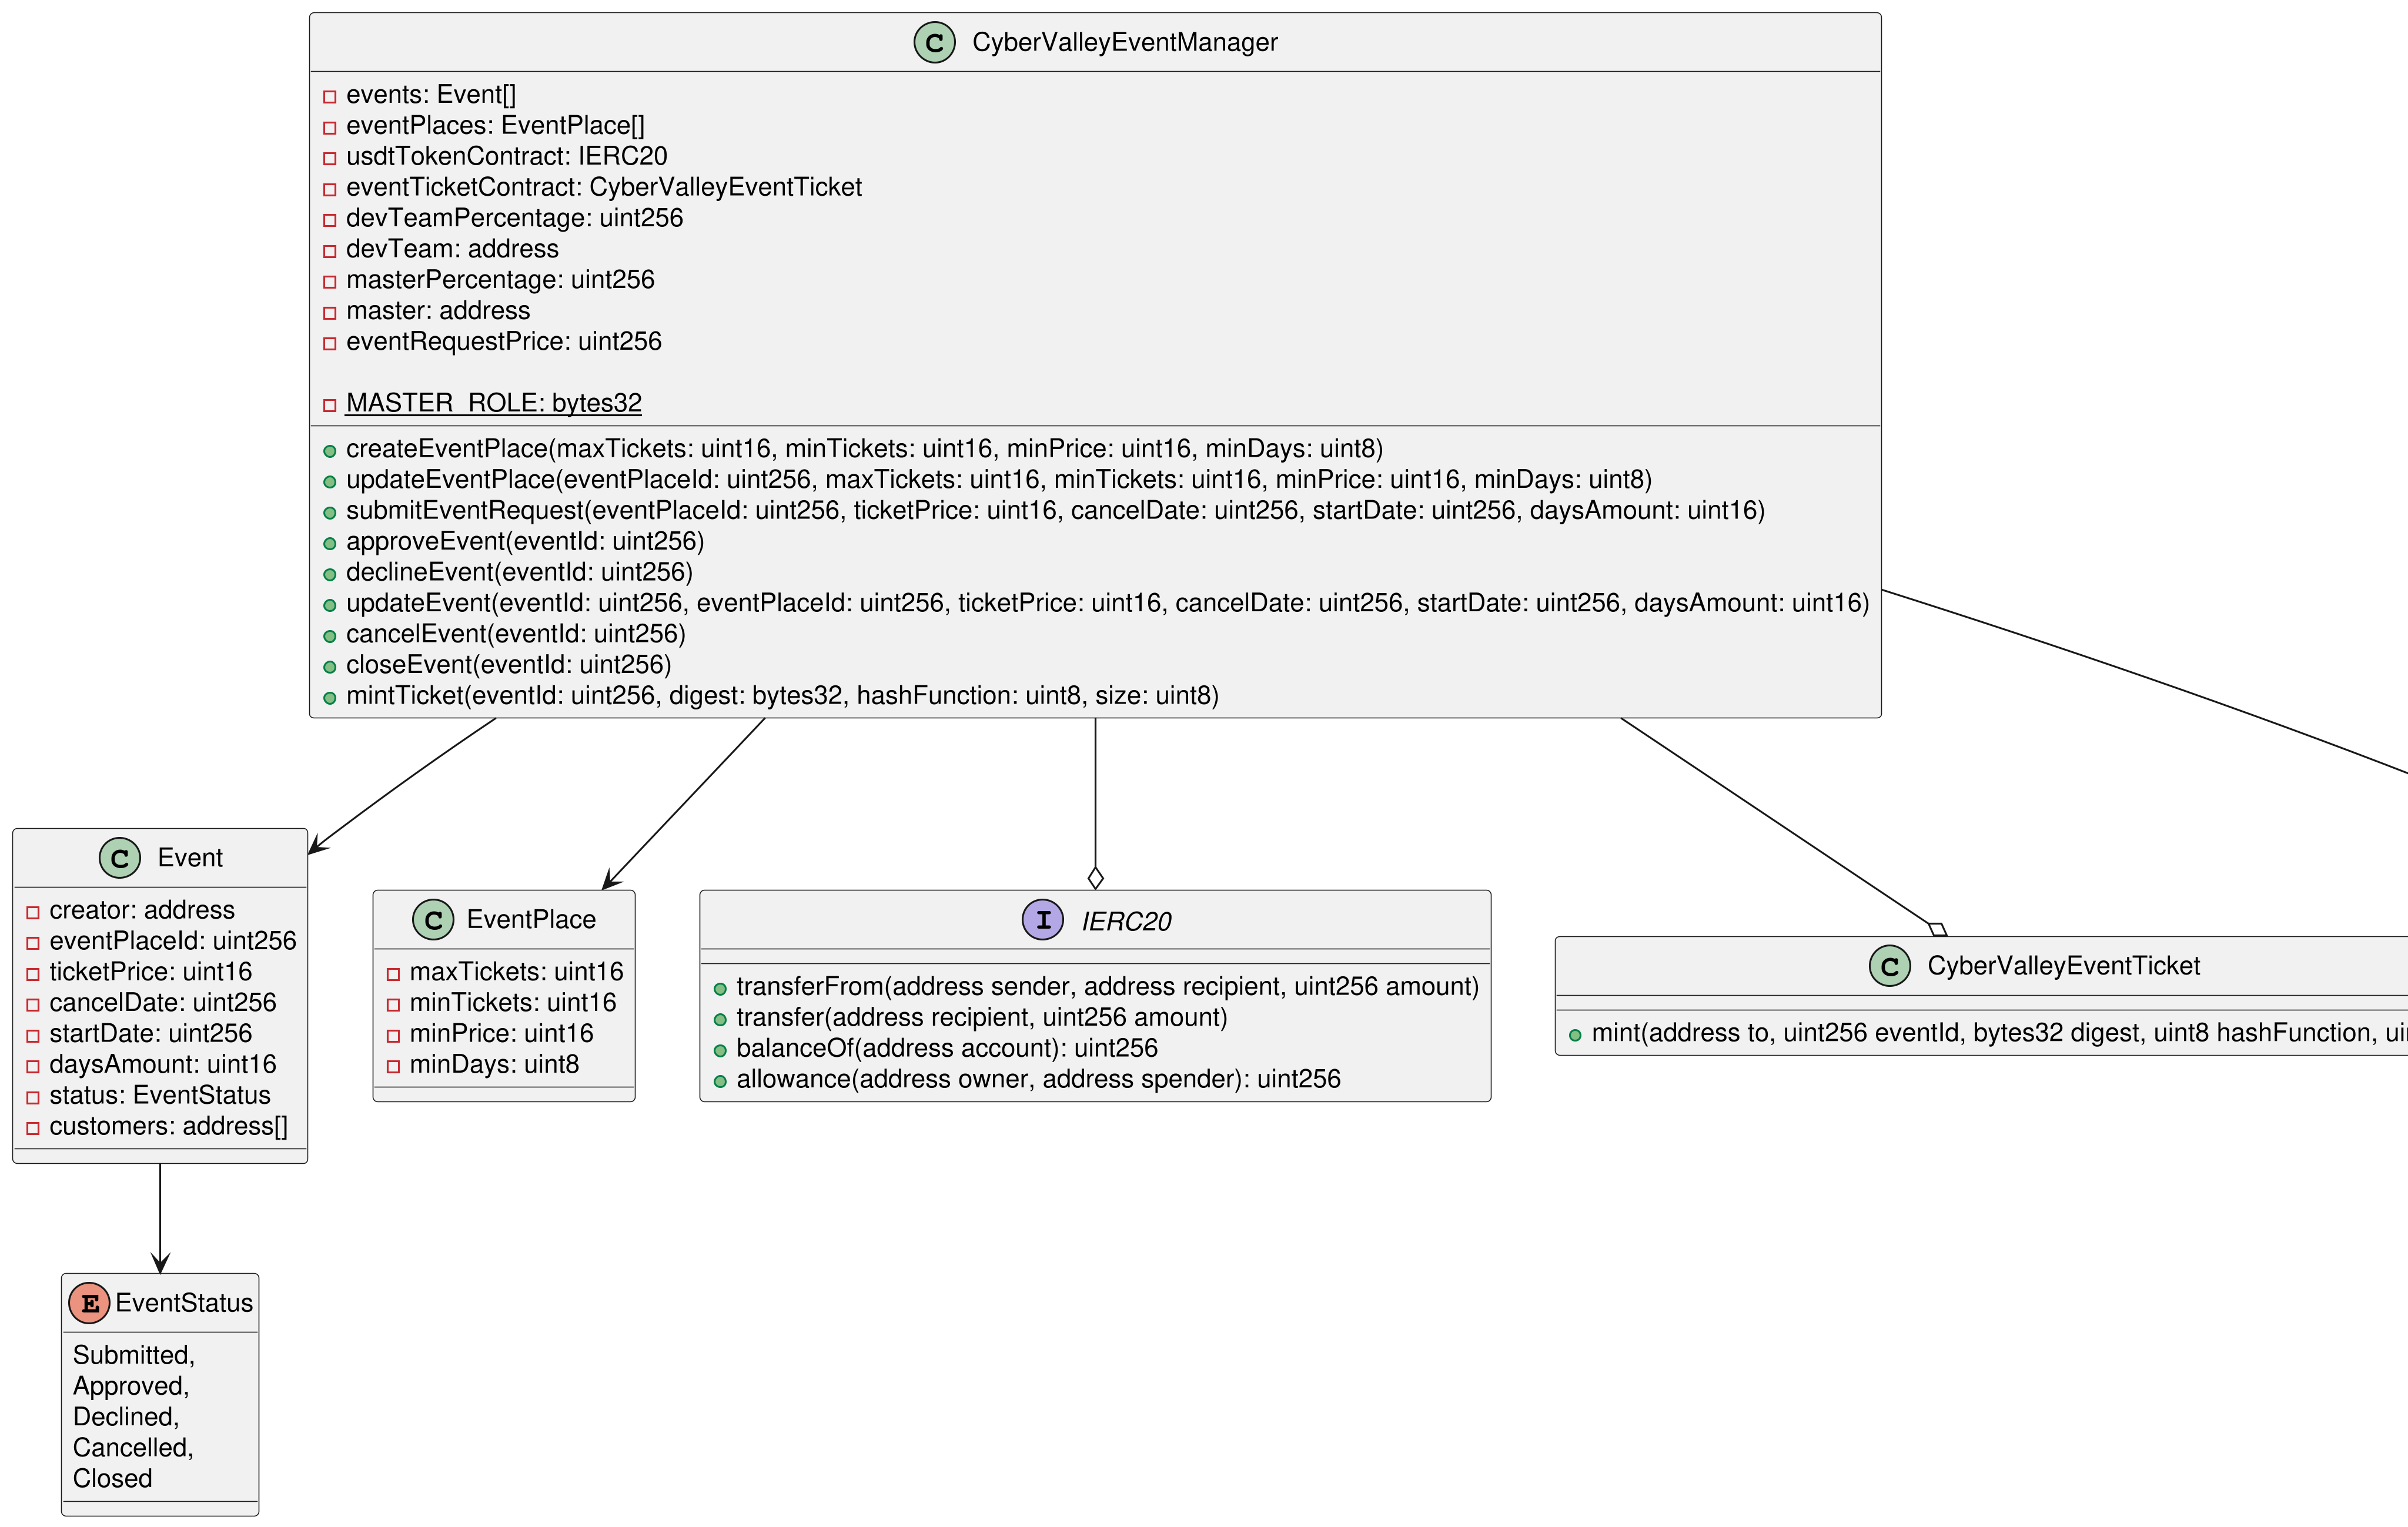 C CyberValleyEventManager
events: Event[]
eventPlaces: EventPlace[]
usdtTokenContract: IERC20
eventTicketContract: CyberValleyEventTicket
devTeamPercentage: uint256
devTeam: address
masterPercentage: uint256
master: address
eventRequestPrice: uint256
MASTER_ROLE: bytes32
createEventPlace(maxTickets: uint16, minTickets: uint16, minPrice: uint16, minDays: uint8)
updateEventPlace(eventPlaceId: uint256, maxTickets: uint16, minTickets: uint16, minPrice: uint16, minDays: uint8)
submitEventRequest(eventPlaceId: uint256, ticketPrice: uint16, cancelDate: uint256, startDate: uint256, daysAmount: uint16)
approveEvent(eventId: uint256)
declineEvent(eventId: uint256)
updateEvent(eventId: uint256, eventPlaceId: uint256, ticketPrice: uint16, cancelDate: uint256, startDate: uint256, daysAmount: uint16)
cancelEvent(eventId: uint256)
closeEvent(eventId: uint256)
mintTicket(eventId: uint256, digest: bytes32, hashFunction: uint8, size: uint8)
C Event
creator: address
eventPlaceId: uint256
ticketPrice: uint16
cancelDate: uint256
startDate: uint256
daysAmount: uint16
status: EventStatus
customers: address[]
C EventPlace
maxTickets: uint16
minTickets: uint16
minPrice: uint16
minDays: uint8
I IERC20
transferFrom(address sender, address recipient, uint256 amount)
transfer(address recipient, uint256 amount)
balanceOf(address account): uint256
allowance(address owner, address spender): uint256
C CyberValleyEventTicket
mint(address to, uint256 eventId, bytes32 digest, uint8 hashFunction,
E EventStatus
Submitted,
Approved,
Declined,
Cancelled,
Closed